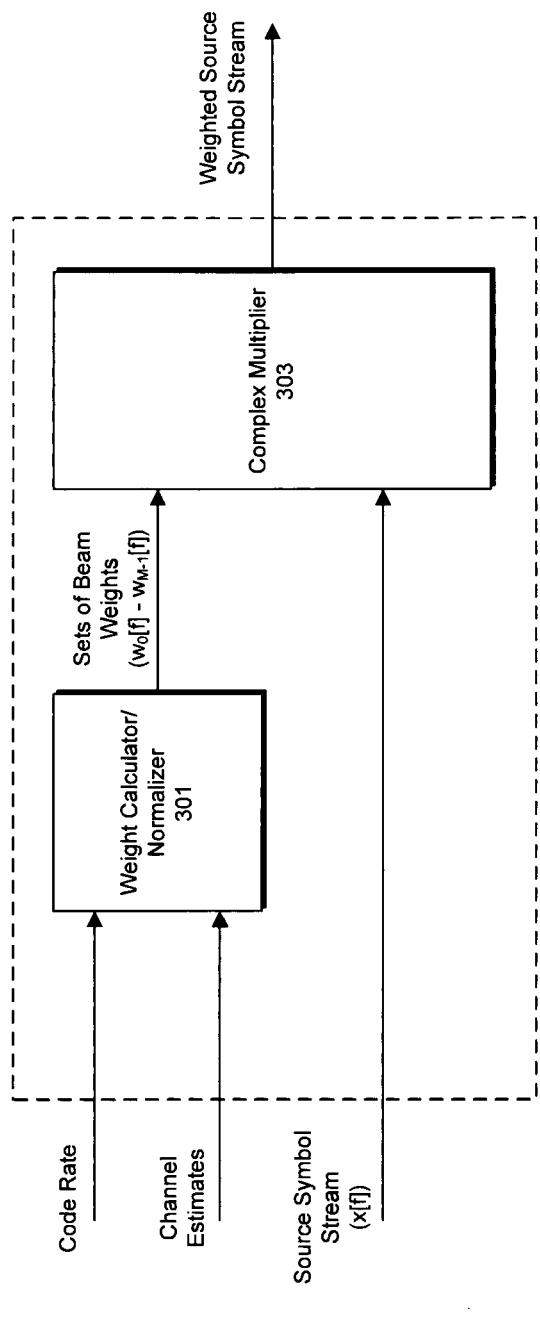 Code Rate
Channel
Estimates
Source Symbol
Stream
(x[f])
Weight Calculator/
Normalizer
301
Sets of Beam
Weights
(w₀[f] - w_M-1[f])
Complex Multiplier
303
Weighted Source
Symbol Stream